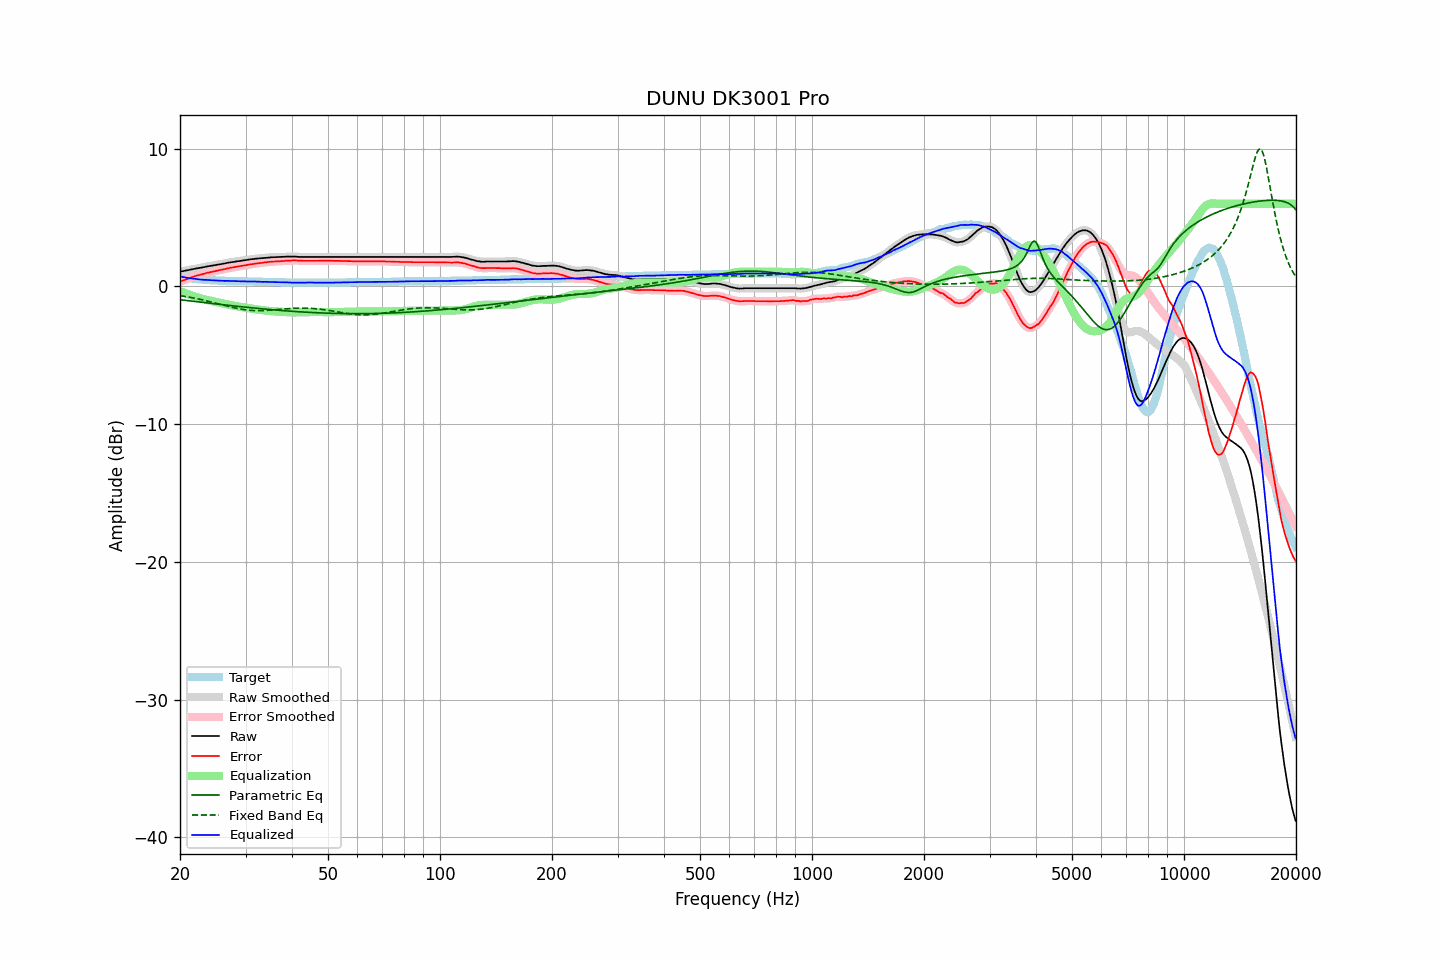 DUNU DK3001 Pro
Amplitude (dBr)
10
0
−10
−20
−30
−40
Target
Raw Smoothed
Error Smoothed
Raw
Error
Equalization
Parametric Eq
Fixed Band Eq
Equalized
20 50 100 200 500 1000 2000 5000 10000 20000
Frequency (Hz)